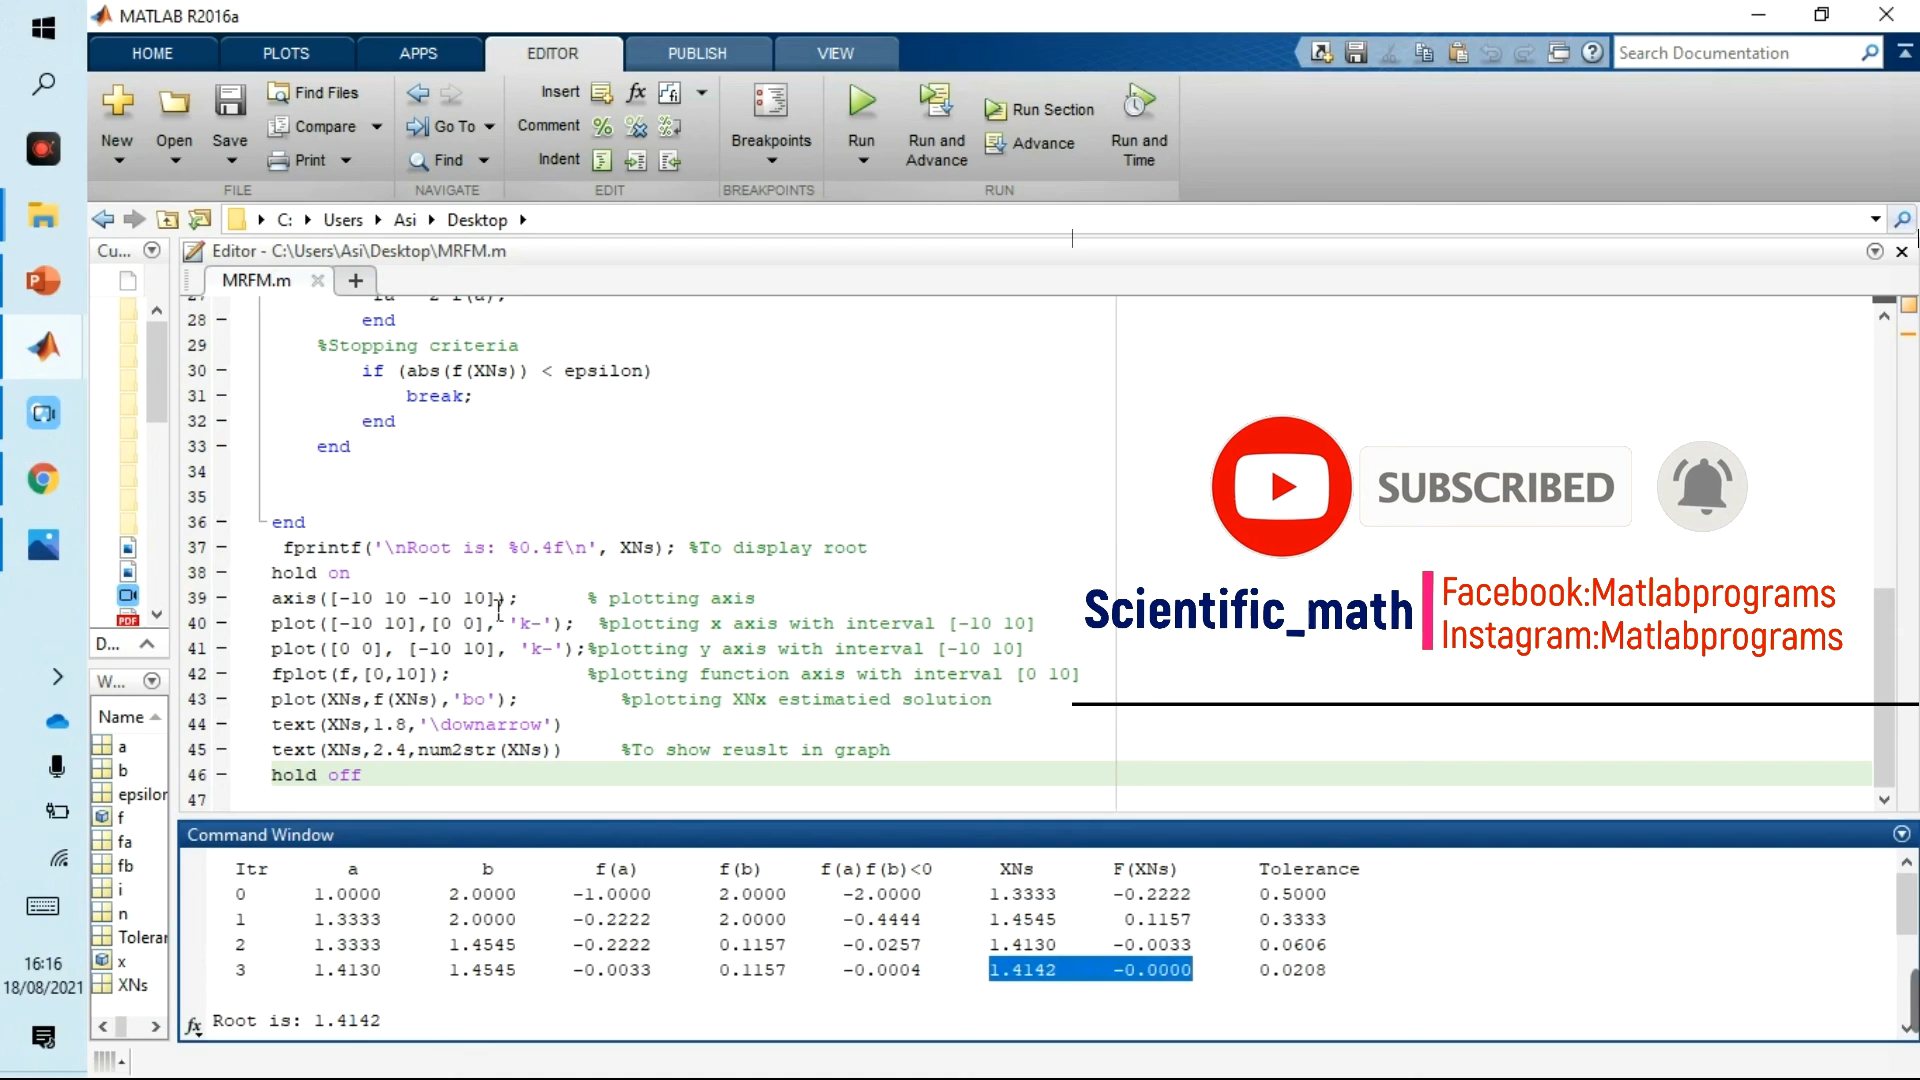 MATLAB R2016a
HOME PLOTS APPS EDITOR PUBLISH VIEW
Search Documentation
New Open Save
Find Files
Compare
Print
Go To
Find
Insert
Comment
Indent
Breakpoints
Run
Run and Advance
Run Section
Advance
Run and Time
FILE NAVIGATE EDIT BREAKPOINTS RUN
C: Users Asi Desktop
Cu...
Editor - C:\Users\Asi\Desktop\MRFM.m
MRFM.m
28 end
29 %Stopping criteria
30 if (abs(f(XNs)) < epsilon)
31 break;
32 end
33 end
34
35
36 end
37 fprintf('\nRoot is: %0.4f\n', XNs); %To display root
38 hold on
39 axis([-10 10 -10 10]); % plotting axis
40 plot([-10 10],[0 0], 'k-'); %plotting x axis with interval [-10 10]
41 plot([0 0], [-10 10], 'k-');%plotting y axis with interval [-10 10]
42 fplot(f,[0,10]); %plotting function axis with interval [0 10]
43 plot(XNs,f(XNs),'bo'); %plotting XNx estimatied solution
44 text(XNs,1.8,'\downarrow')
45 text(XNs,2.4,num2str(XNs)) %To show reuslt in graph
46 hold off
47
SUBSCRIBED
Scientific_math
Facebook:Matlabprograms
Instagram:Matlabprograms
PDF
D...
W...
Name
a
b
epsilor
f
fa
fb
i
n
Tolerar
x
XNs
Command Window
Itr a b f(a) f(b) f(a)f(b)<0 XNs F(XNs) Tolerance
0 1.0000 2.0000 -1.0000 2.0000 -2.0000 1.3333 -0.2222 0.5000
1 1.3333 2.0000 -0.2222 2.0000 -0.4444 1.4545 0.1157 0.3333
2 1.3333 1.4545 -0.2222 0.1157 -0.0257 1.4130 -0.0033 0.0606
3 1.4130 1.4545 -0.0033 0.1157 -0.0004 1.4142 -0.0000 0.0208
fx Root is: 1.4142
16:16
18/08/2021